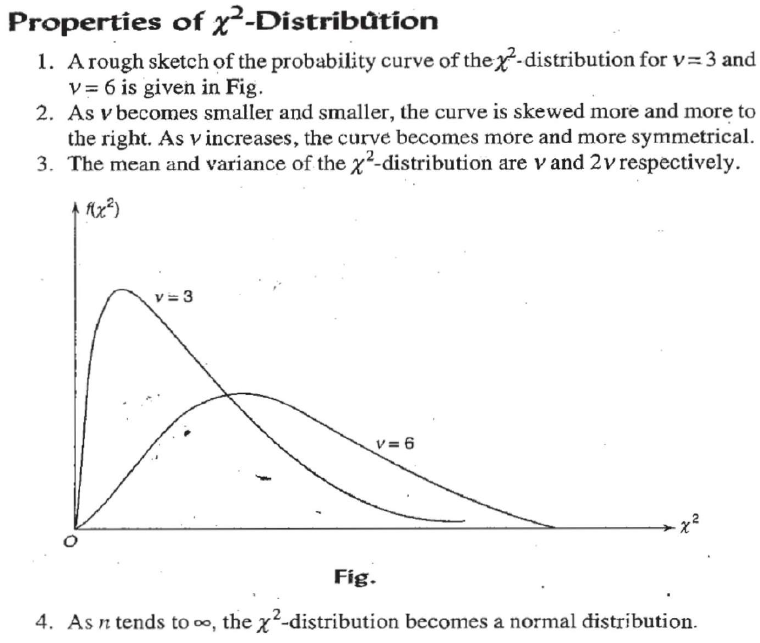 Properties of χ²-Distribution
1. A rough sketch of the probability curve of the χ²-distribution for ν = 3 and
ν = 6 is given in Fig.
2. As ν becomes smaller and smaller, the curve is skewed more and more to
the right. As ν increases, the curve becomes more and more symmetrical.
3. The mean and variance of the χ²-distribution are ν and 2ν respectively.
f(χ²)
ν = 3
ν = 6
χ²
O
Fig.
4. As n tends to ∞, the χ²-distribution becomes a normal distribution.